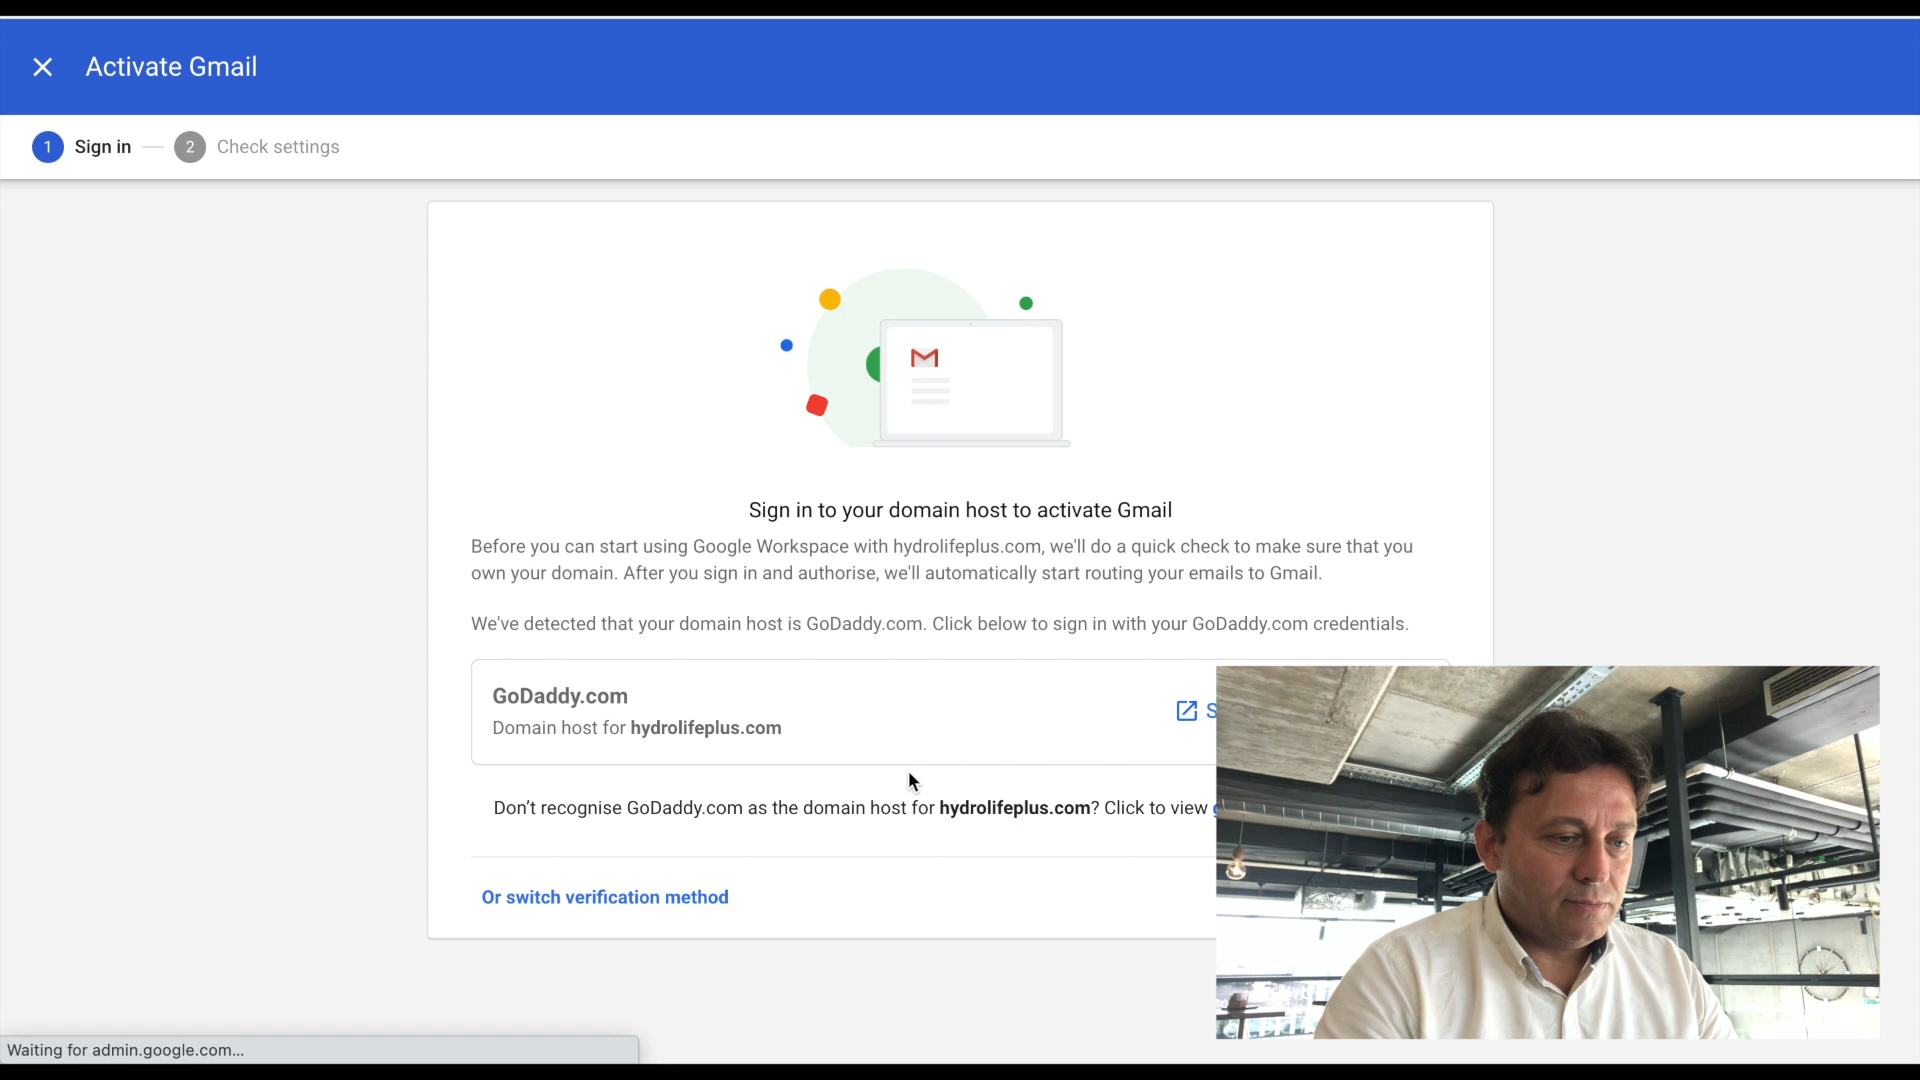 Activate Gmail
1 Sign in 2 Check settings
Sign in to your domain host to activate Gmail
Before you can start using Google Workspace with hydrolifeplus.com, we'll do a quick check to make sure that you
own your domain. After you sign in and authorise, we'll automatically start routing your emails to Gmail.
We've detected that your domain host is GoDaddy.com. Click below to sign in with your GoDaddy.com credentials.
GoDaddy.com
Domain host for hydrolifeplus.com
S
Don’t recognise GoDaddy.com as the domain host for hydrolifeplus.com? Click to view
Or switch verification method
Waiting for admin.google.com...